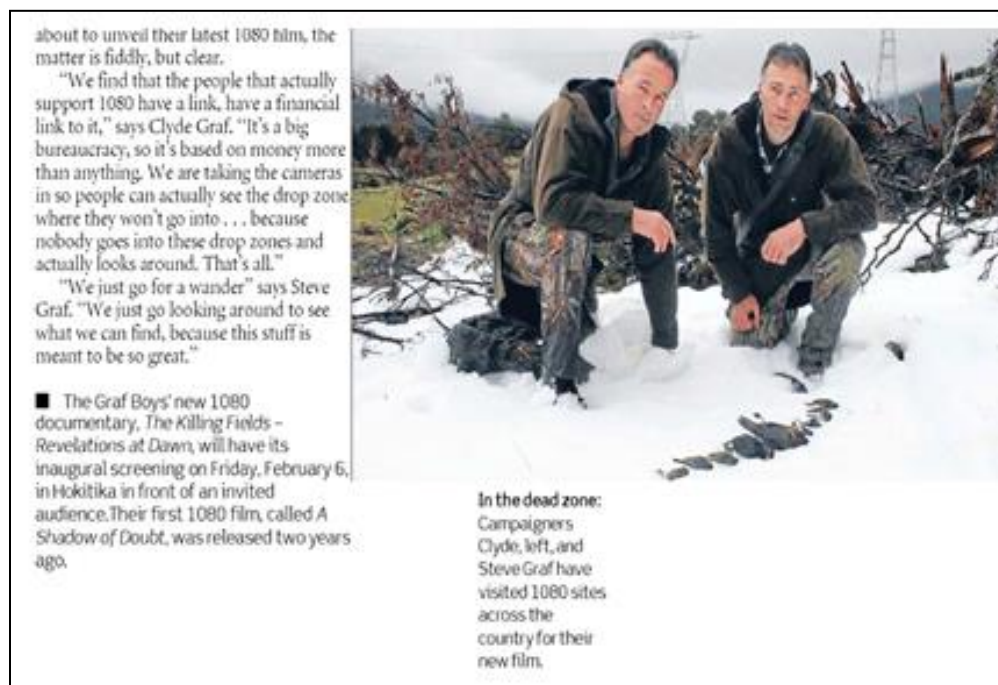 about to unveil their latest 1080 film, the
matter is fiddly, but clear.
“We find that the people that actually
support 1080 have a link, have a financial
link to it,” says Clyde Graf. “It’s a big
bureaucracy, so it’s based on money more
than anything. We are taking the cameras
in so people can actually see the drop zone
where they won’t go into . . . because
nobody goes into these drop zones and
actually looks around. That’s all.”
“We just go for a wander” says Steve
Graf. “We just go looking around to see
what we can find, because this stuff is
meant to be so great.”
■ The Graf Boys’ new 1080
documentary, The Killing Fields –
Revelations at Dawn, will have its
inaugural screening on Friday, February 6,
in Hokitika in front of an invited
audience.Their first 1080 film, called A
Shadow of Doubt, was released two years
ago.
In the dead zone:
Campaigners
Clyde, left, and
Steve Graf have
visited 1080 sites
across the
country for their
new film.